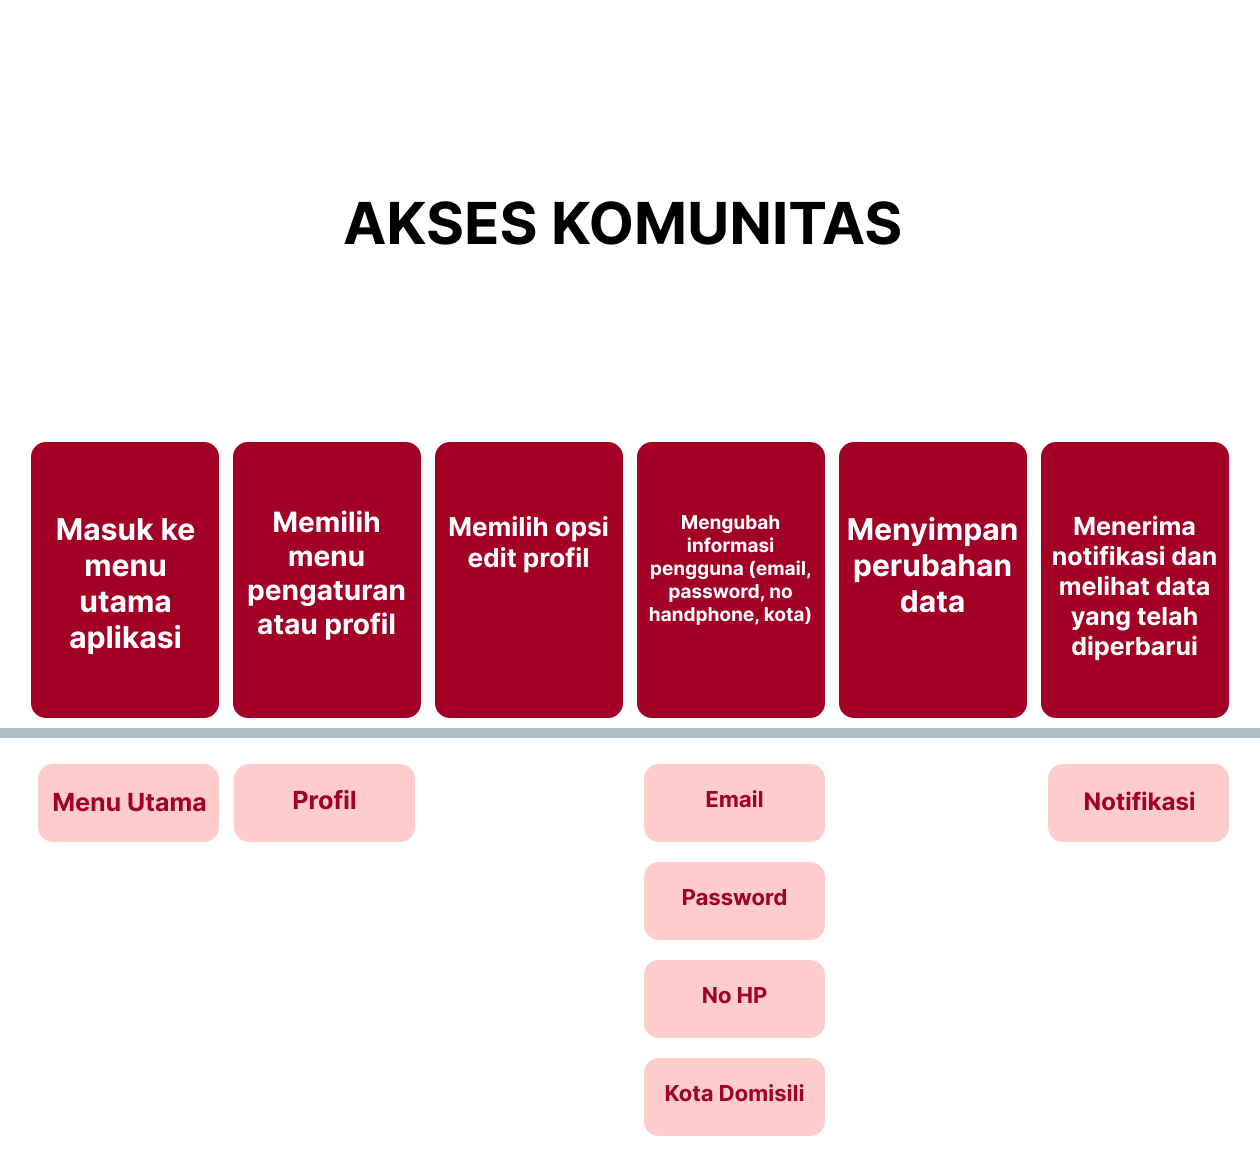 AKSES KOMUNITAS
Masuk ke
menu
utama
aplikasi
Memilih
menu
pengaturan
atau profil
Memilih opsi
edit profil
Mengubah
informasi
pengguna (email,
password, no
handphone, kota)
Menyimpan
perubahan
data
Menerima
notifikasi dan
melihat data
yang telah
diperbarui
Menu Utama
Profil
Email
Notifikasi
Password
No HP
Kota Domisili